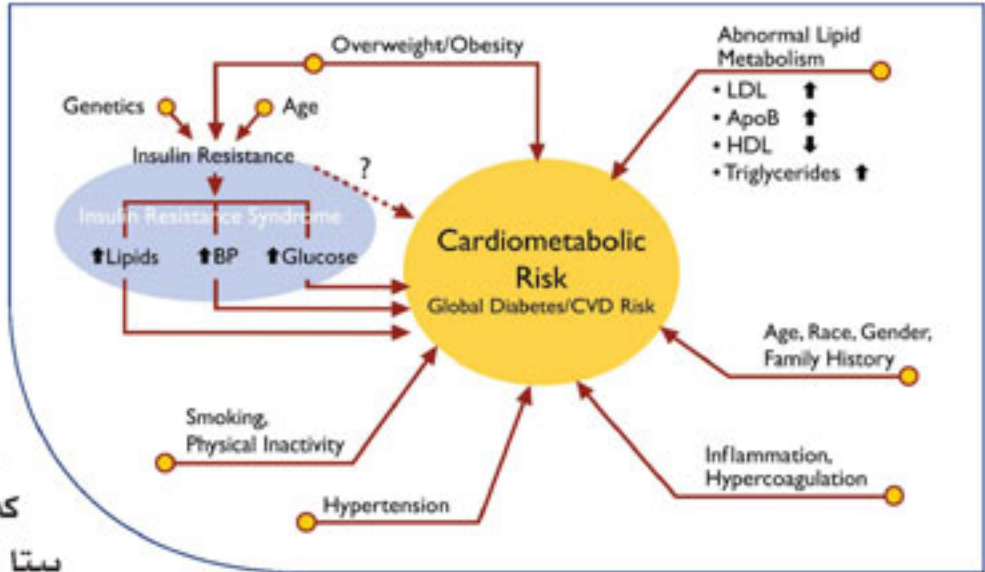 Overweight/Obesity
Genetics
Age
Insulin Resistance
?
Insulin Resistance Syndrome
⬆Lipids ⬆BP ⬆Glucose
Abnormal Lipid
Metabolism
• LDL ⬆
• ApoB ⬆
• HDL ⬇
• Triglycerides ⬆
Cardiometabolic
Risk
Global Diabetes/CVD Risk
Age, Race, Gender,
Family History
Smoking,
Physical Inactivity
Inflammation,
Hypercoagulation
Hypertension
بیتا